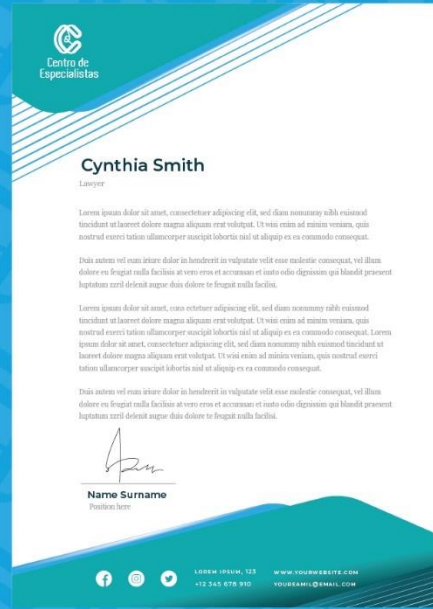 Centro de
Especialistas
Cynthia Smith
Lawyer
Lorem ipsum dolor sit amet, consectetuer adipiscing elit, sed diam nonummy nibh euismod
tincidunt ut laoreet dolore magna aliquam erat volutpat. Ut wisi enim ad minim veniam, quis
nostrud exerci tation ullamcorper suscipit lobortis nisl ut aliquip ex ea commodo consequat.
Duis autem vel eum iriure dolor in hendrerit in vulputate velit esse molestie consequat, vel illum
dolore eu feugiat nulla facilisis at vero eros et accumsan et iusto odio dignissim qui blandit praesent
luptatum zzril delenit augue duis dolore te feugait nulla facilisi.
Lorem ipsum dolor sit amet, cons ectetuer adipiscing elit, sed diam nonummy nibh euismod
tincidunt ut laoreet dolore magna aliquam erat volutpat. Ut wisi enim ad minim veniam, quis
nostrud exerci tation ullamcorper suscipit lobortis nisl ut aliquip ex ea commodo consequat. Lorem
ipsum dolor sit amet, consectetuer adipiscing elit, sed diam nonummy nibh euismod tincidunt ut
laoreet dolore magna aliquam erat volutpat. Ut wisi enim ad minim veniam, quis nostrud exerci
tation ullamcorper suscipit lobortis nisl ut aliquip ex ea commodo consequat.
Duis autem vel eum iriure dolor in hendrerit in vulputate velit esse molestie consequat, vel illum
dolore eu feugiat nulla facilisis at vero eros et accumsan et iusto odio dignissim qui blandit praesent
luptatum zzril delenit augue duis dolore te feugait nulla facilisi.
Name Surname
Position here
LOREM IPSUM, 123
+12 345 678 910
WWW.YOURWEBSITE.COM
YOUREAMIL@EMAIL.COM